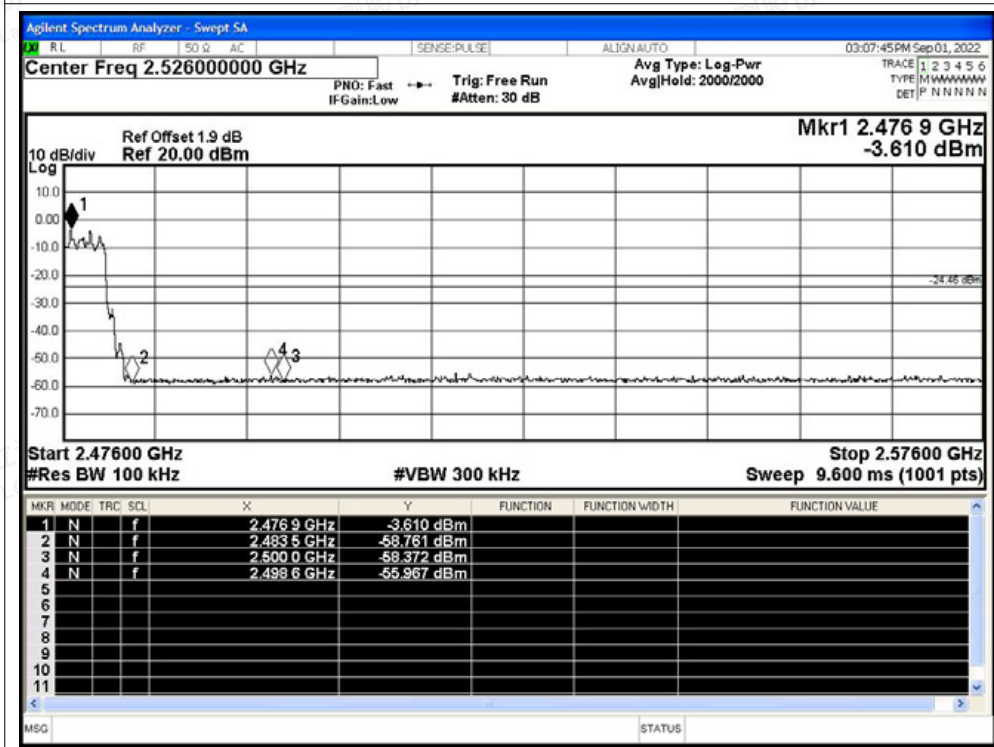 Agilent Spectrum Analyzer - Swept SA
LXI RL RF 50 Ω AC SENSE:PULSE ALIGN AUTO 03:07:45 PM Sep 01, 2022
Center Freq 2.526000000 GHz
PNO: Fast
IFGain:Low
Trig: Free Run
#Atten: 30 dB
Avg Type: Log-Pwr
Avg|Hold: 2000/2000
TRACE 1 2 3 4 5 6
TYPE M WWWWW
DET P N N N N N
Mkr1 2.476 9 GHz
-3.610 dBm
Ref Offset 1.9 dB
10 dB/div Ref 20.00 dBm
Log
10.0
0.00
-10.0
-20.0
-30.0
-40.0
-50.0
-60.0
-70.0
1
2
4
3
-24.46 dBm
Start 2.47600 GHz Stop 2.57600 GHz
#Res BW 100 kHz #VBW 300 kHz Sweep 9.600 ms (1001 pts)
MKR MODE TRC SCL X Y FUNCTION FUNCTION WIDTH FUNCTION VALUE
1 N f 2.476 9 GHz -3.610 dBm
2 N f 2.483 5 GHz -58.761 dBm
3 N f 2.500 0 GHz -58.372 dBm
4 N f 2.498 6 GHz -55.967 dBm
5
6
7
8
9
10
11
MSG STATUS